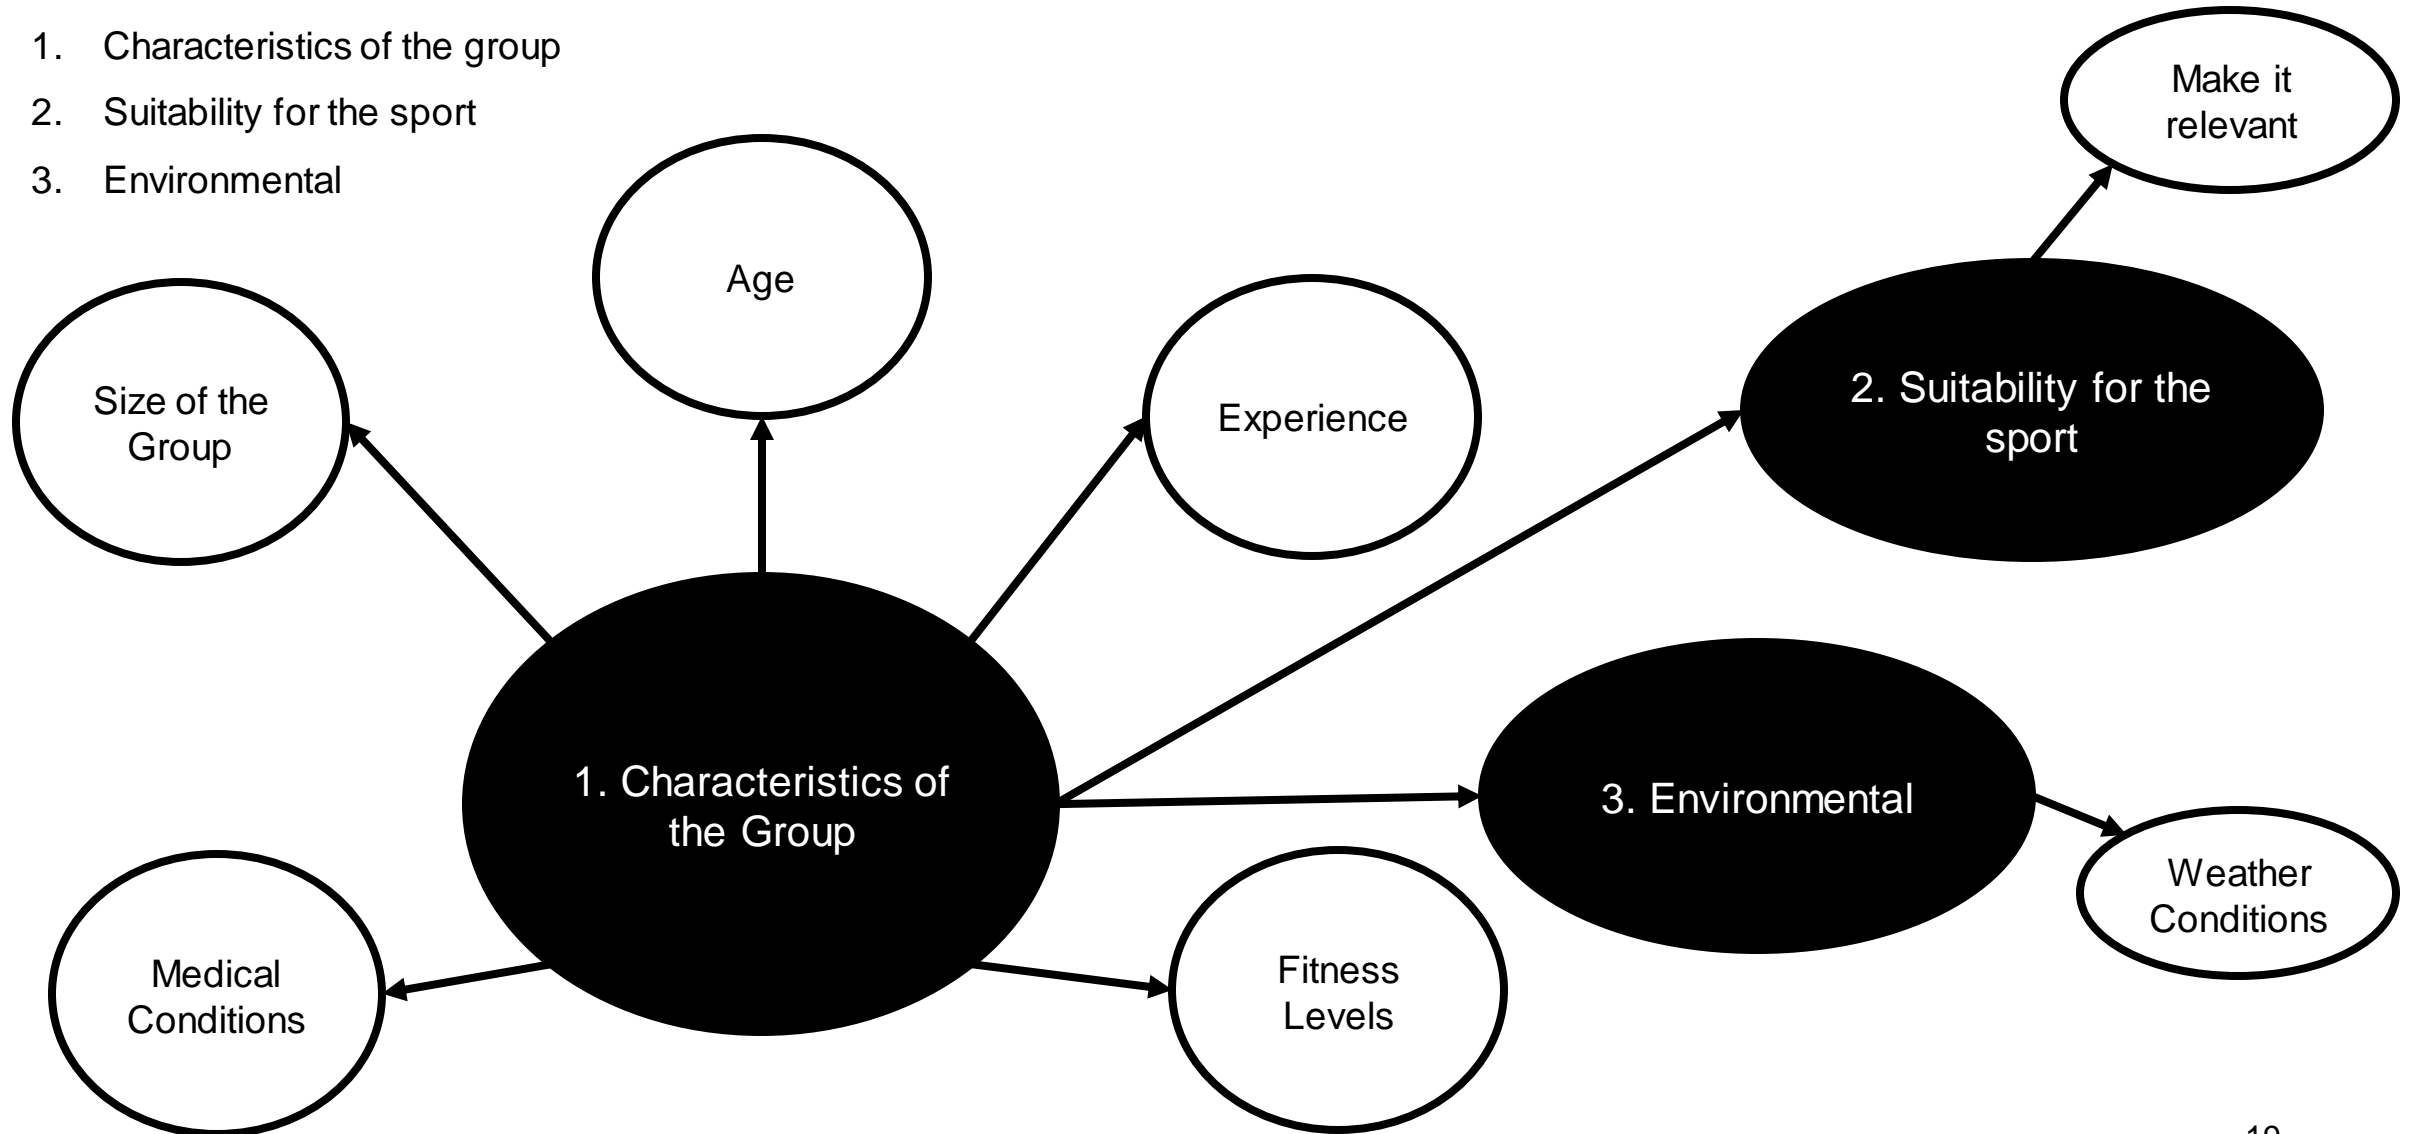 1. Characteristics of the group
2. Suitability for the sport
3. Environmental
Make it
relevant
Age
Size of the
Group
Experience
2. Suitability for the
sport
1. Characteristics of
the Group
3. Environmental
Weather
Conditions
Medical
Conditions
Fitness
Levels